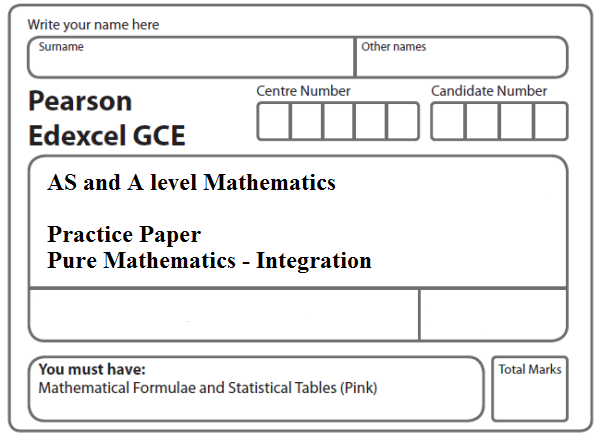 Write your name here
Surname
Other names
Pearson
Edexcel GCE
Centre Number
Candidate Number
AS and A level Mathematics
Practice Paper
Pure Mathematics - Integration
You must have:
Mathematical Formulae and Statistical Tables (Pink)
Total Marks